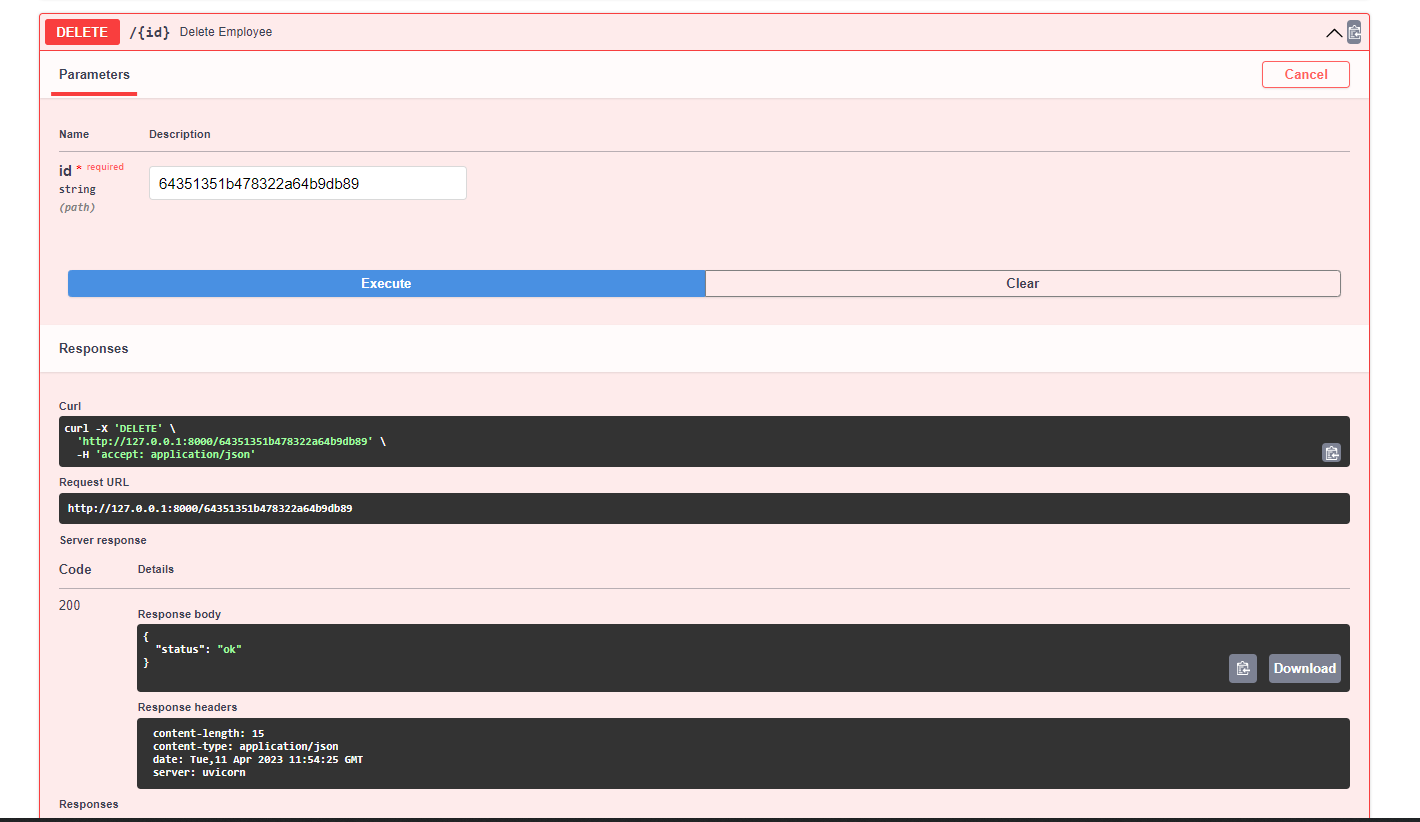 DELETE /{id} Delete Employee
Parameters
Cancel
Name Description
id * required
string
(path)
64351351b478322a64b9db89
Execute Clear
Responses
Curl
curl -X 'DELETE' \
'http://127.0.0.1:8000/64351351b478322a64b9db89' \
-H 'accept: application/json'
Request URL
http://127.0.0.1:8000/64351351b478322a64b9db89
Server response
Code Details
200
Response body
{
"status": "ok"
}
Download
Response headers
content-length: 15
content-type: application/json
date: Tue,11 Apr 2023 11:54:25 GMT
server: uvicorn
Responses